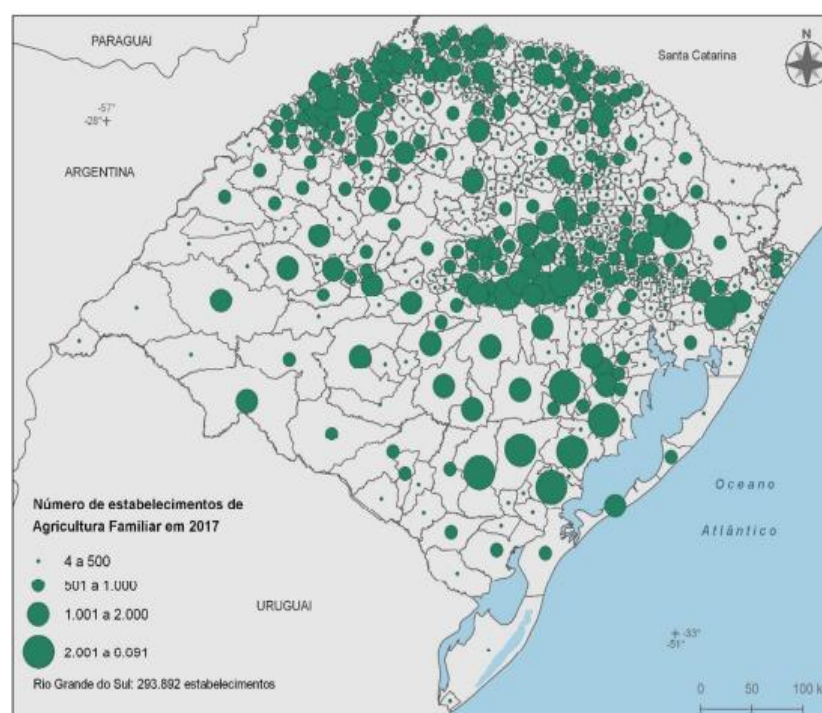 PARAGUAI
Santa Catarina
N
-57°
-28°
ARGENTINA
Número de estabelecimentos de
Agricultura Familiar em 2017
4 a 500
501 a 1.000
1.001 a 2.000
2.001 a
Rio Grande do Sul: 293.892 estabelecimentos
URUGUAI
Oceano
Atlântico
-33°
-51°
0 50 100 k